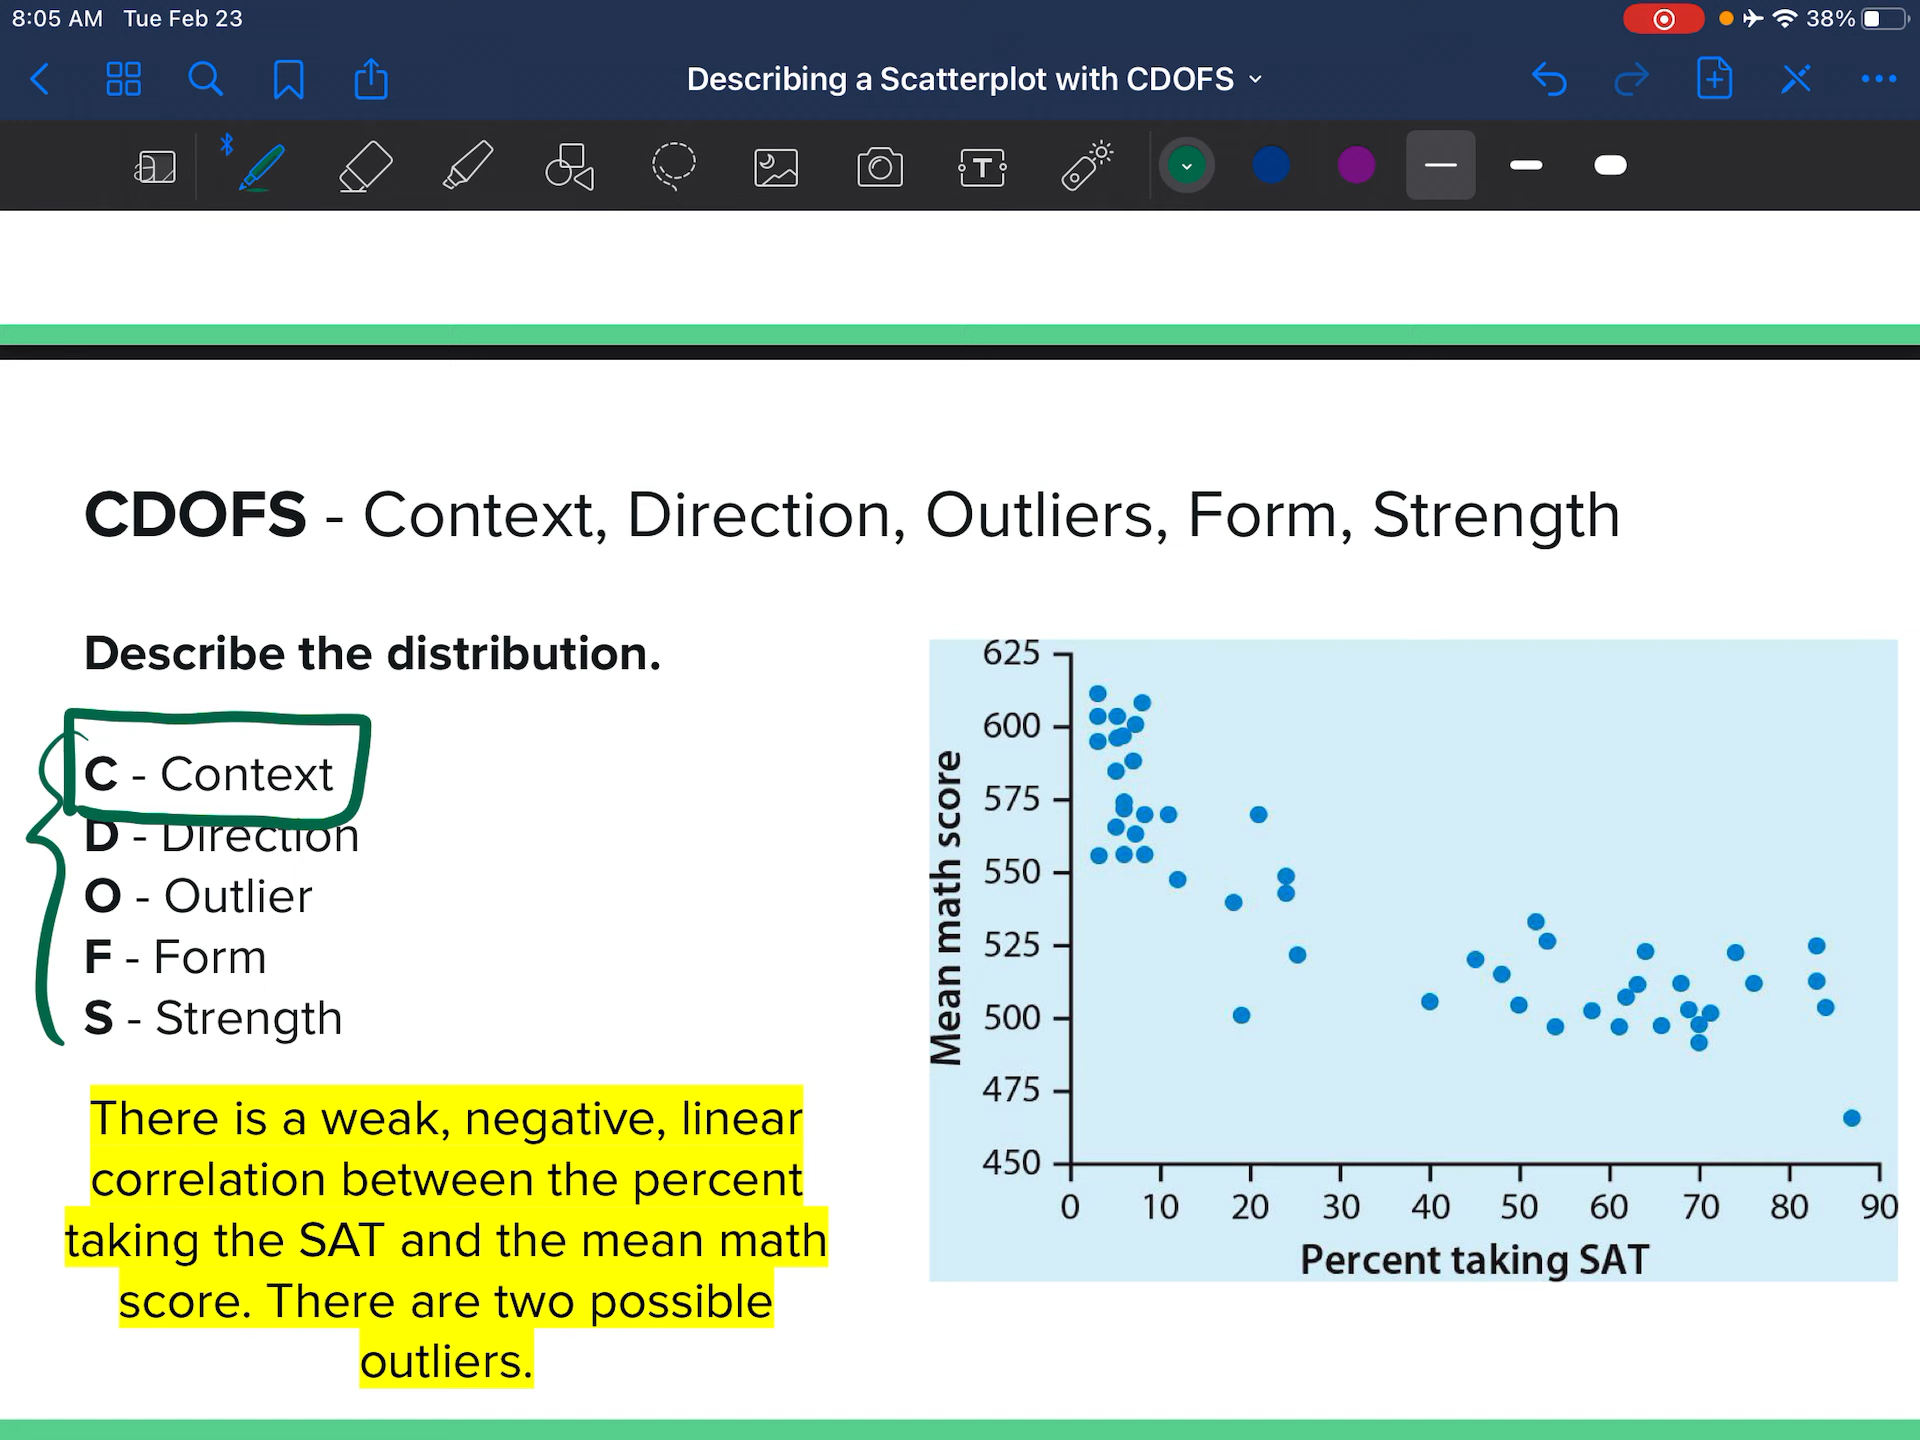 8:05 AM Tue Feb 23
38%
Describing a Scatterplot with CDOFS
CDOFS - Context, Direction, Outliers, Form, Strength
Describe the distribution.
C - Context
D - Direction
O - Outlier
F - Form
S - Strength
There is a weak, negative, linear
correlation between the percent
taking the SAT and the mean math
score. There are two possible
outliers.
Mean math score
625
600
575
550
525
500
475
450
0 10 20 30 40 50 60 70 80 90
Percent taking SAT